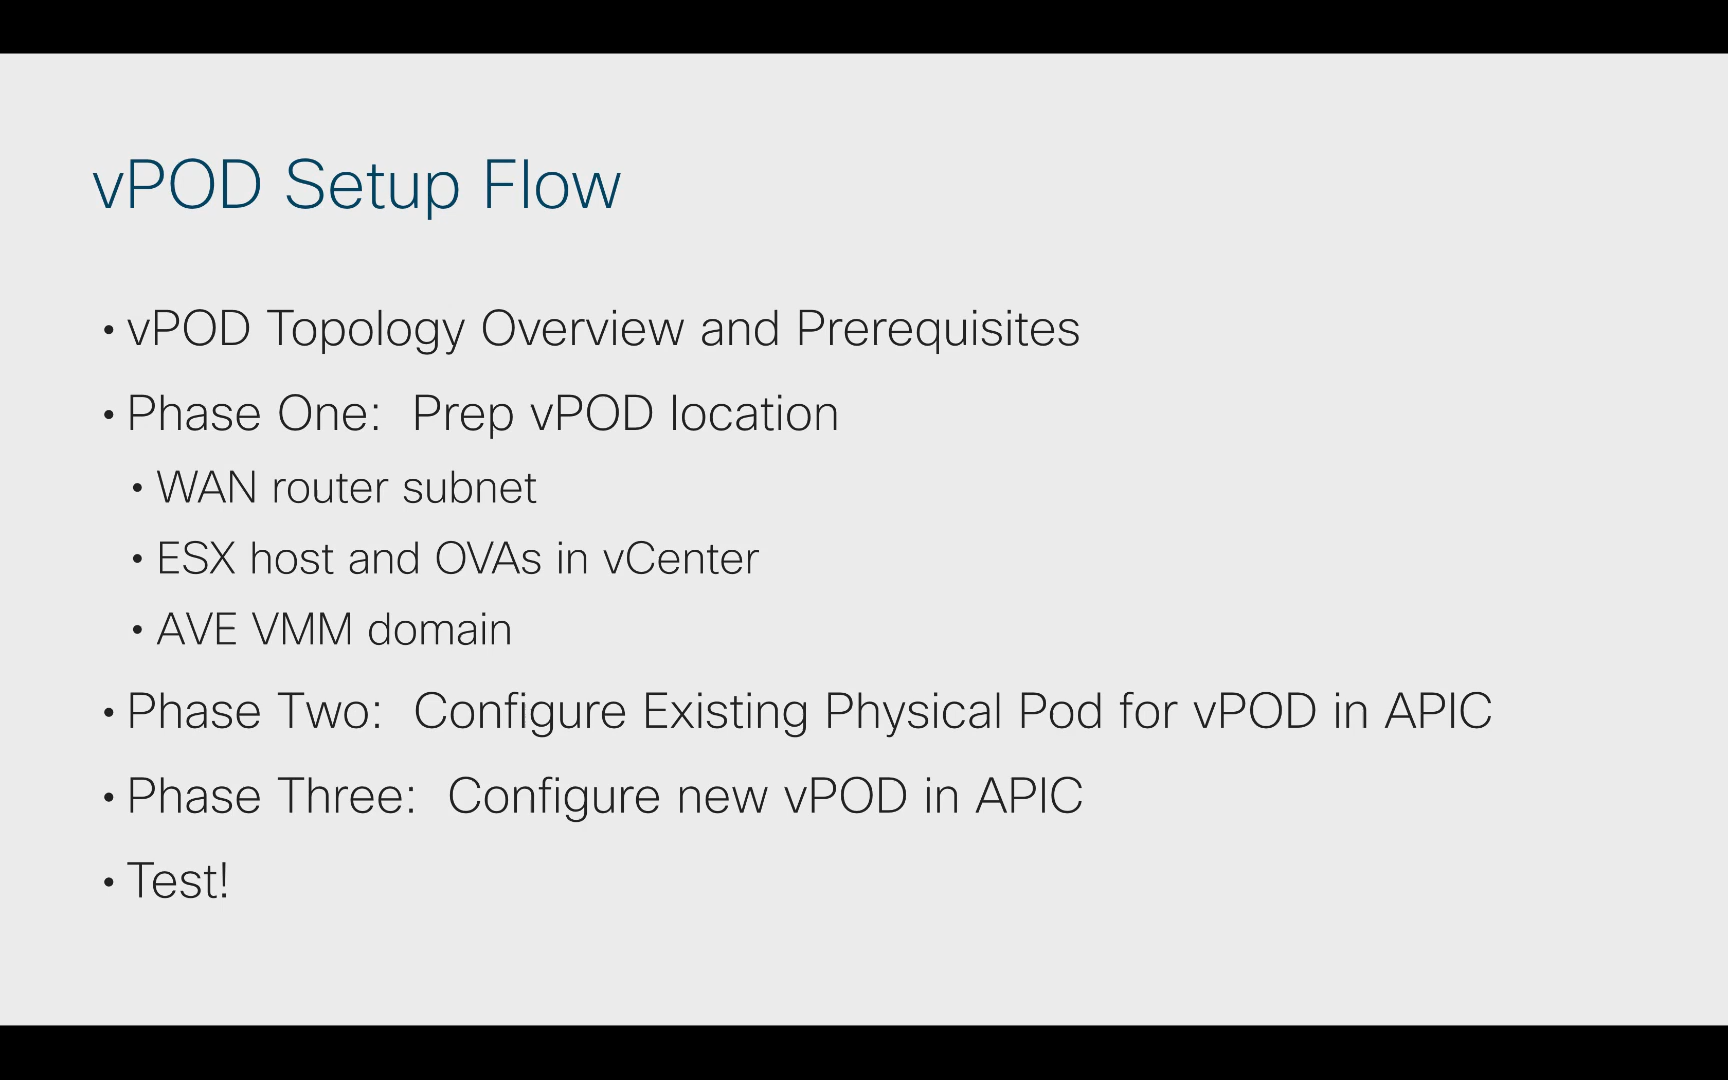 vPOD Setup Flow
• vPOD Topology Overview and Prerequisites
• Phase One:  Prep vPOD location
• WAN router subnet
• ESX host and OVAs in vCenter
• AVE VMM domain
• Phase Two:  Configure Existing Physical Pod for vPOD in APIC
• Phase Three:  Configure new vPOD in APIC
• Test!